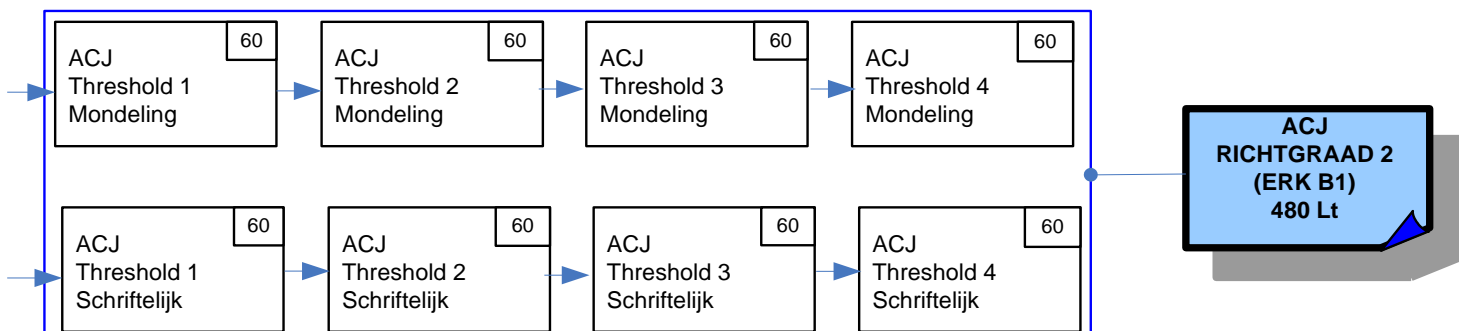 60
ACJ
Threshold 1
Mondeling
60
ACJ
Threshold 2
Mondeling
60
ACJ
Threshold 3
Mondeling
60
ACJ
Threshold 4
Mondeling
60
ACJ
Threshold 1
Schriftelijk
60
ACJ
Threshold 2
Schriftelijk
60
ACJ
Threshold 3
Schriftelijk
60
ACJ
Threshold 4
Schriftelijk
ACJ
RICHTGRAAD 2
(ERK B1)
480 Lt